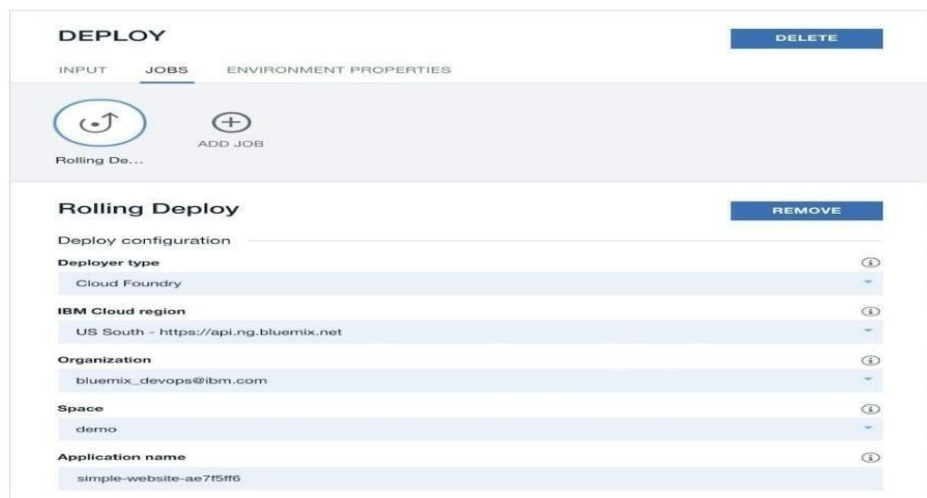 DEPLOY
DELETE
INPUT JOBS ENVIRONMENT PROPERTIES
ADD JOB
Rolling De...
Rolling Deploy
REMOVE
Deploy configuration
Deployer type
Cloud Foundry
IBM Cloud region
US South - https://api.ng.bluemix.net
Organization
bluemix_devops@ibm.com
Space
demo
Application name
simple-website-ae7f5ff6